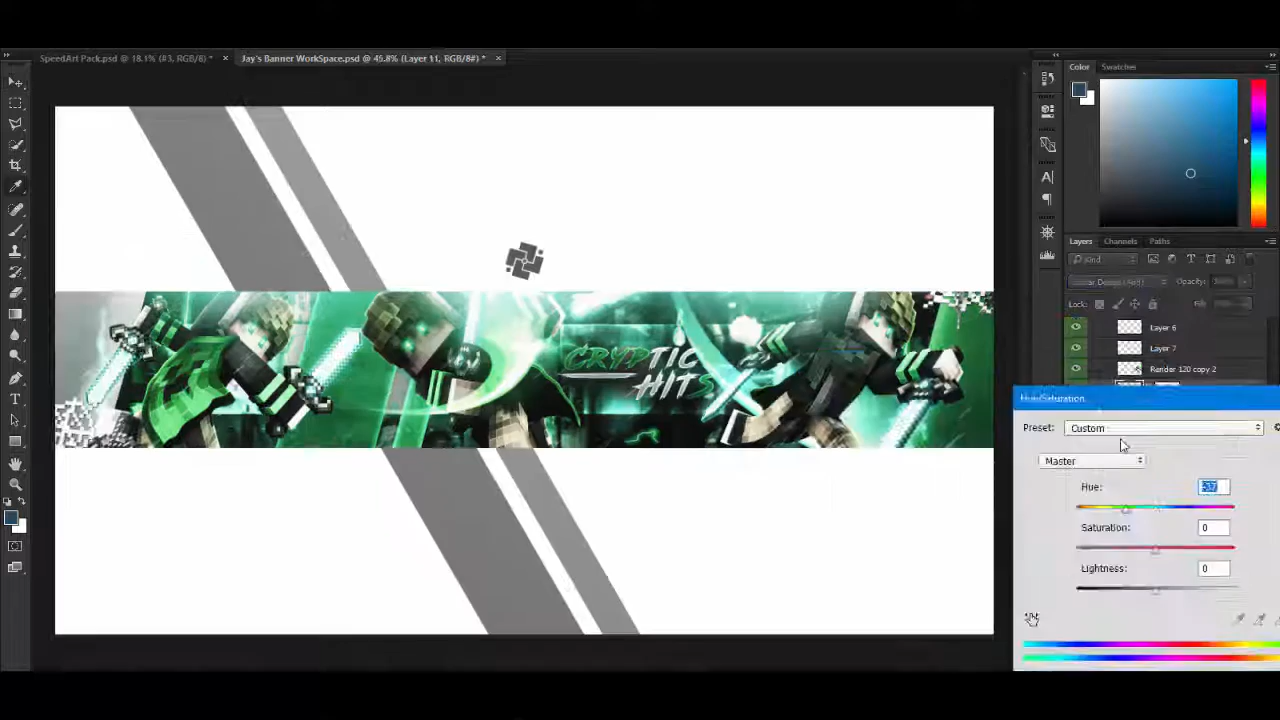 SpeedArt Pack.psd @ 18.1% (#3, RGB/8) * ×
Jay's Banner WorkSpace.psd @ 45.8% (Layer 11, RGB/8#) * ×
Color Swatches
Layers Channels Paths
Kind
Opacity:
Lock:
Layer 6
Layer 7
Render 120 copy 2
CRYPTIC
HITS
Hue/Saturation
Preset: Custom
Master
Hue:
Saturation: 0
Lightness: 0